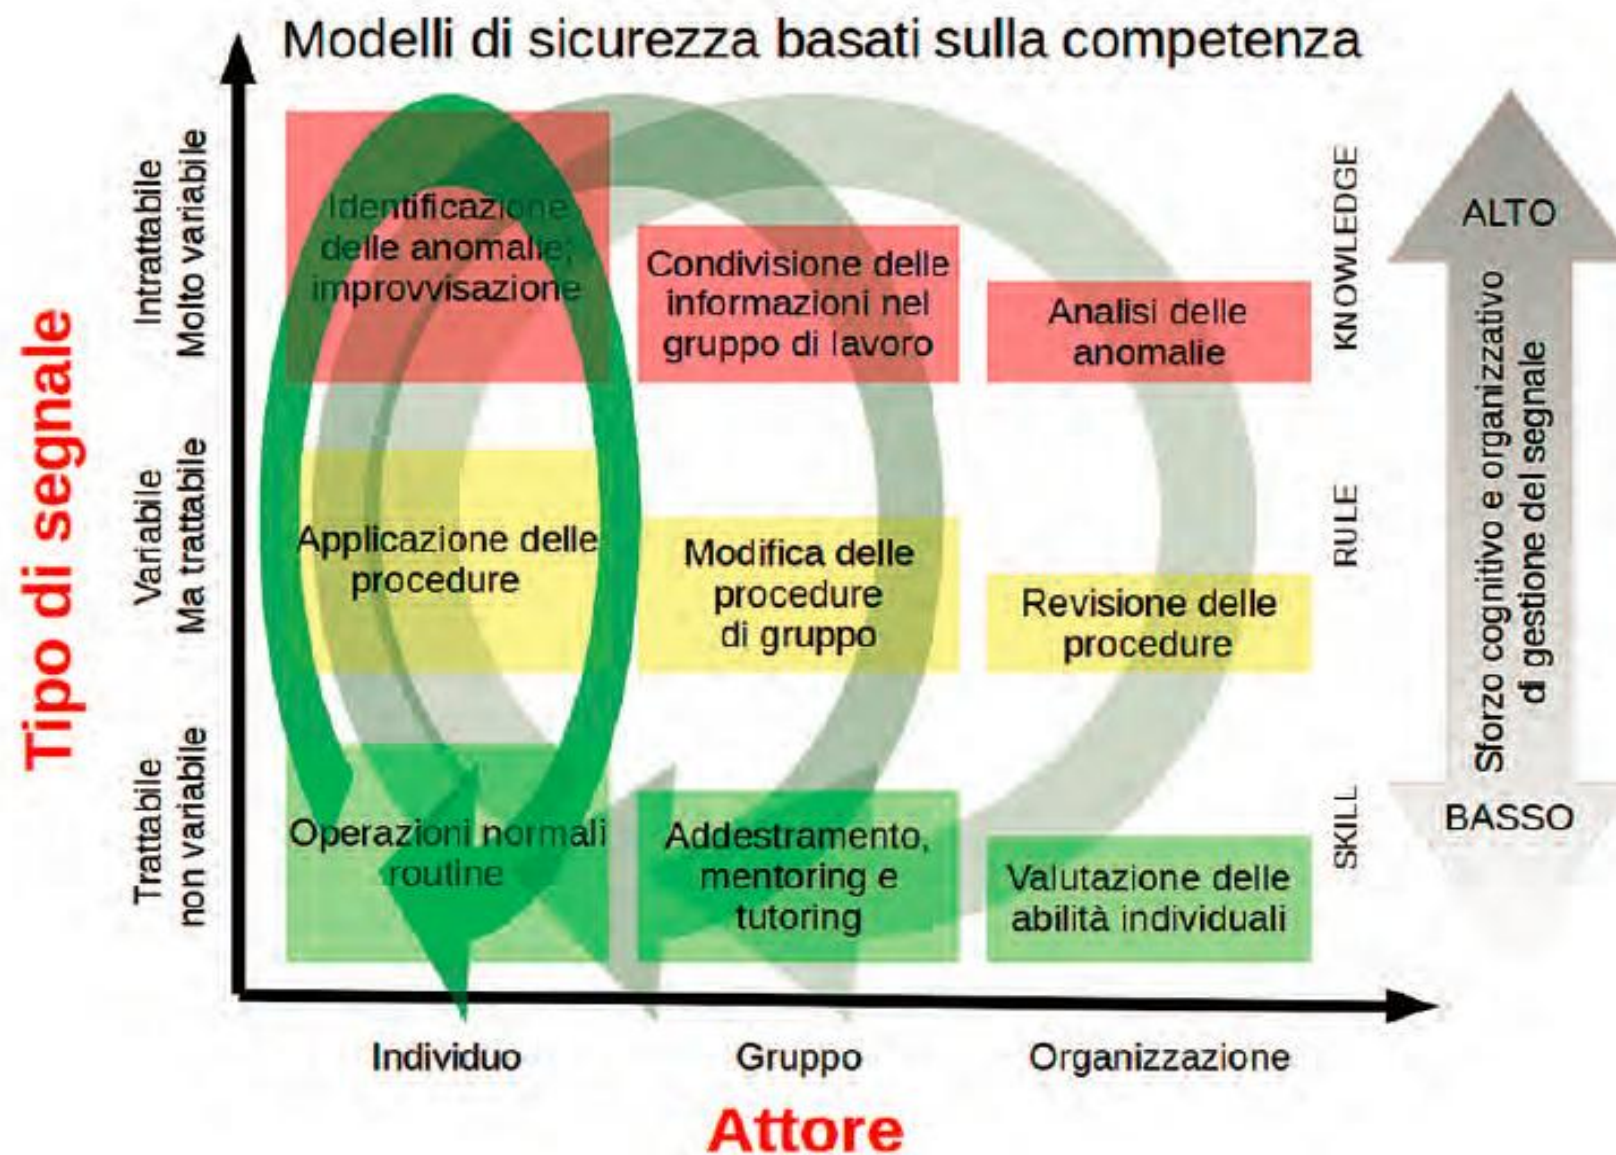 Modelli di sicurezza basati sulla competenza
Tipo di segnale
Intrattabile
Molto variabile
Identificazione
delle anomalie;
improvvisazione
Condivisione delle
informazioni nel
gruppo di lavoro
Analisi delle
anomalie
KNOWLEDGE
Variabile
Ma trattabile
Applicazione delle
procedure
Modifica delle
procedure
di gruppo
Revisione delle
procedure
RULE
Trattabile
non variabile
Operazioni normali
routine
Addestramento,
mentoring e
tutoring
Valutazione delle
abilità individuali
SKILL
ALTO
Sforzo cognitivo e organizzativo
di gestione del segnale
BASSO
Individuo
Gruppo
Organizzazione
Attore